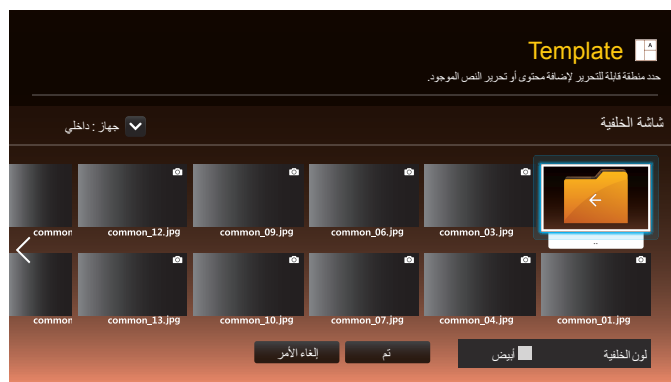 Template
حدد منطقة قابلة للتحرير لإضافة محتوى أو تحرير النص الموجود.
شاشة الخلفية
جهاز : داخلي
..
common_03.jpg
common_06.jpg
common_09.jpg
common_12.jpg
common
common_01.jpg
common_04.jpg
common_07.jpg
common_10.jpg
common_13.jpg
common
لون الخلفية
أبيض
تم
إلغاء الأمر